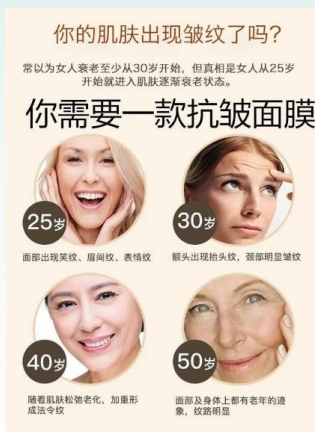 你的肌肤出现皱纹了吗?
常以为女人衰老至少从30岁开始，但真相是女人从25岁
开始就进入肌肤逐渐衰老状态。
你需要一款抗皱面膜
25岁
30岁
面部出现笑纹、眉间纹、表情纹
额头出现抬头纹，颈部明显皱纹
40岁
50岁
随着肌肤松弛老化，加重形
成法令纹
面部及身体上都有老年的迹
象，纹路明显